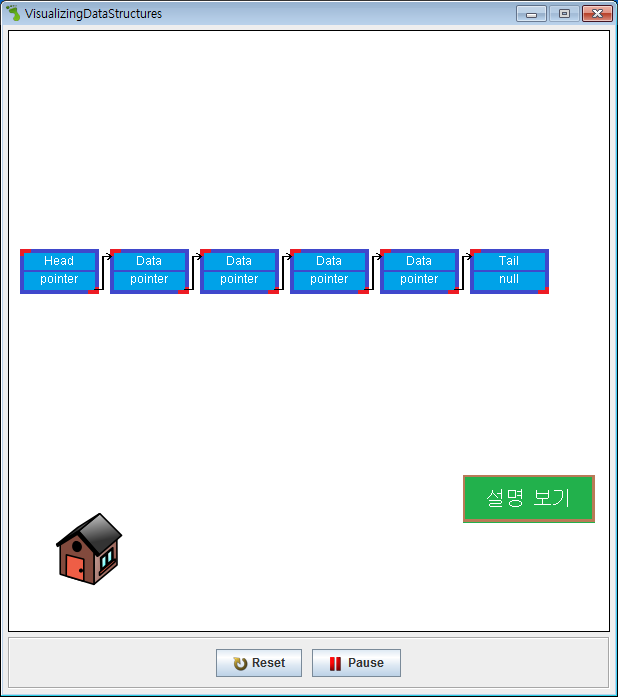 VisualizingDataStructures
Head Data Data Data Data Tail
pointer pointer pointer pointer pointer null
설명 보기
Reset Pause